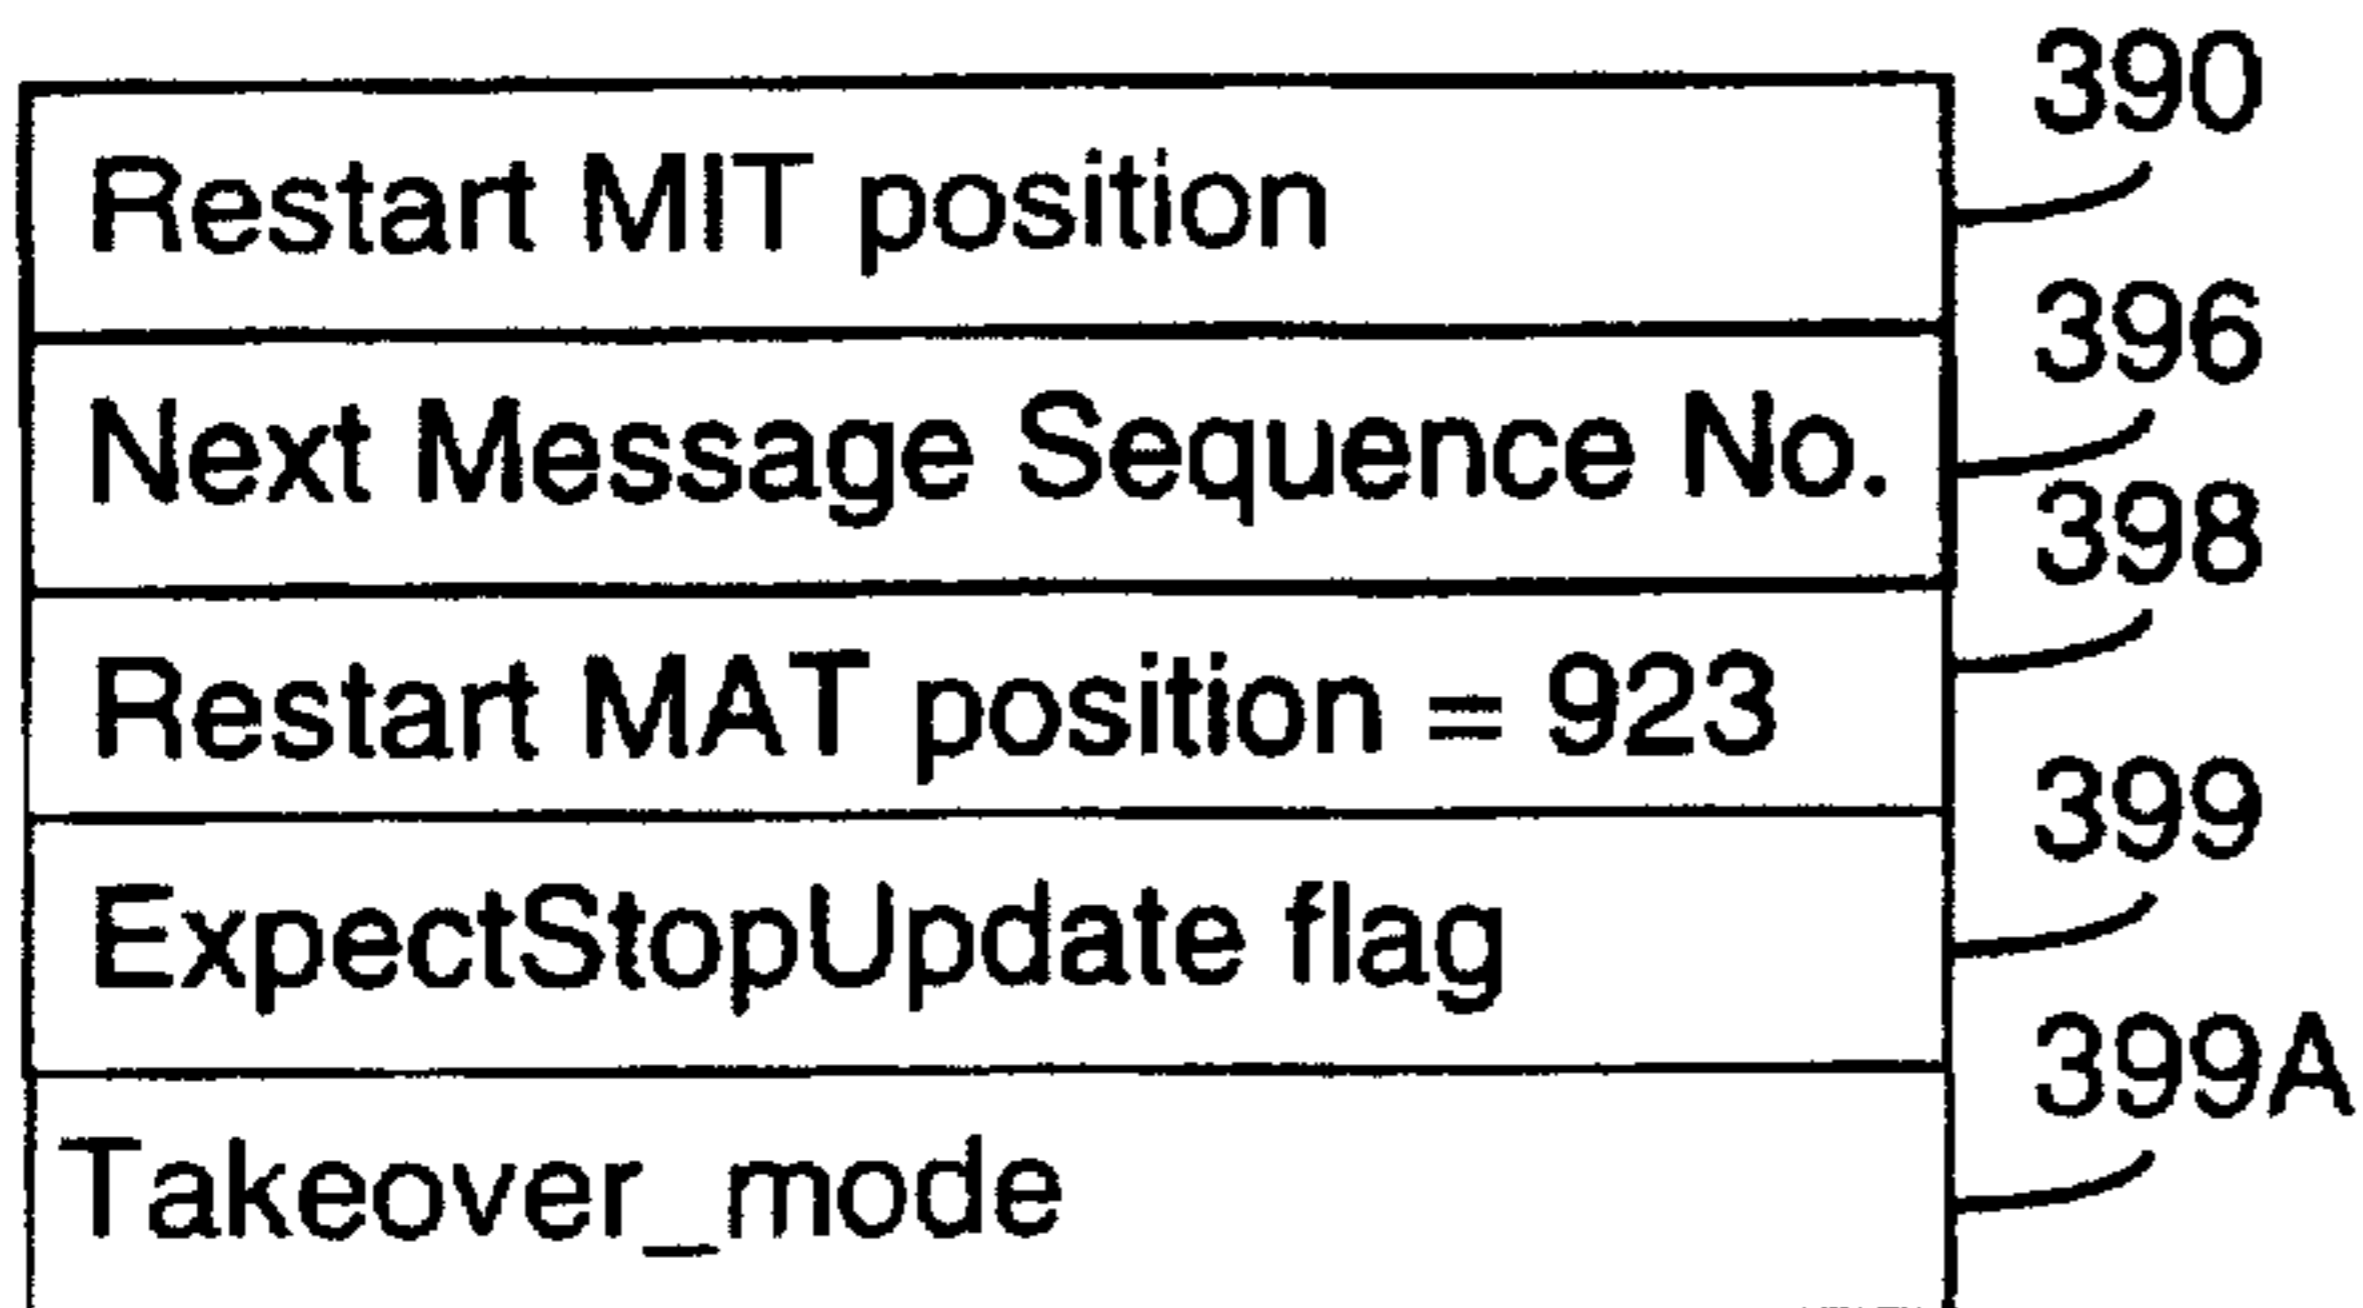 390
Restart MIT position
396
Next Message Sequence No.
398
Restart MAT position = 923
399
ExpectStopUpdate flag
399A
Takeover_mode